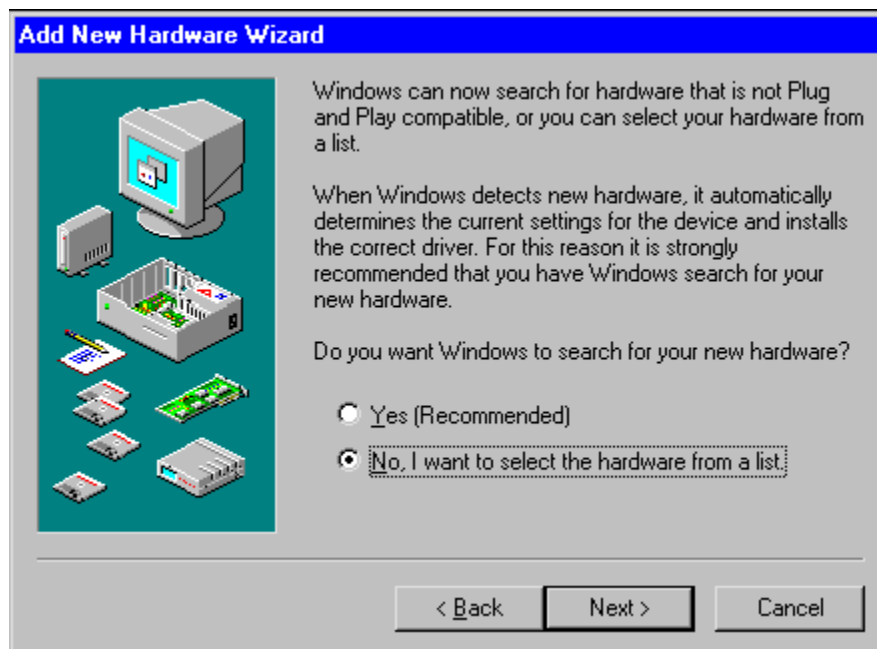 Add New Hardware Wizard
Windows can now search for hardware that is not Plug
and Play compatible, or you can select your hardware from
a list.
When Windows detects new hardware, it automatically
determines the current settings for the device and installs
the correct driver. For this reason it is strongly
recommended that you have Windows search for your
new hardware.
Do you want Windows to search for your new hardware?
Yes (Recommended)
No, I want to select the hardware from a list.
< Back
Next >
Cancel